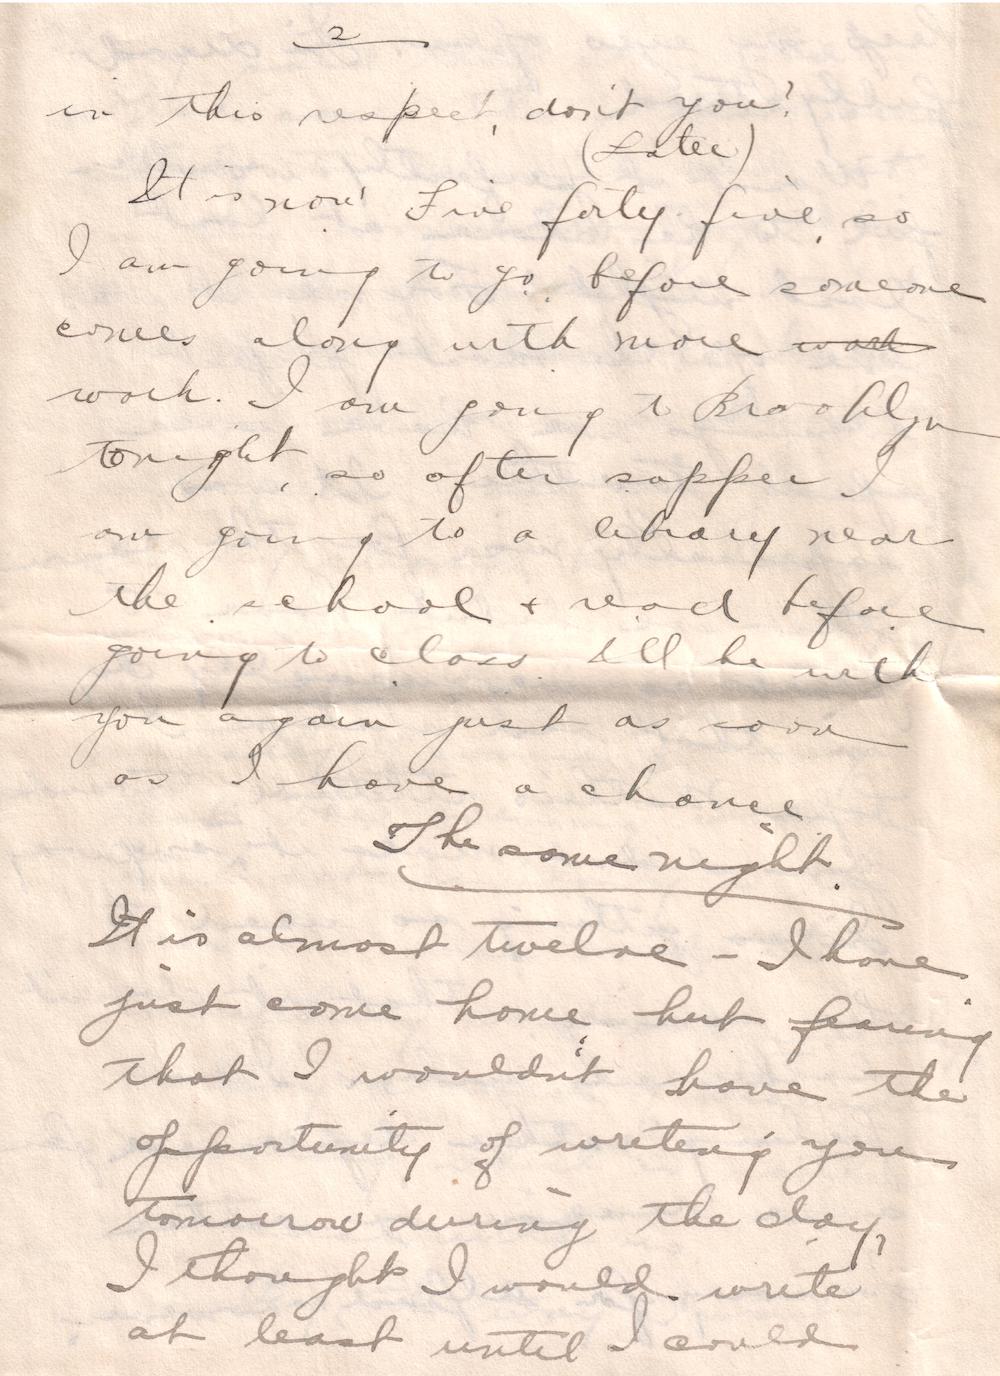 2
in this respect, don't you?
(Later)
It is now Five forty five, so
I am going to go before someone
comes along with more work
work. I am going to Brooklyn
tonight, so after supper I
am going to a library near
the school + read before
going to class. I'll be with
you again just as soon
as I have a chance
The same night.
It is almost twelve - I have
just come home but fearing
that I wouldn't have the
opportunity of writing you
tomorrow during the day,
I thought I would write
at least until I could